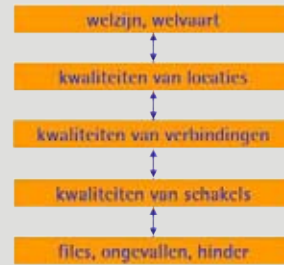 welzijn, welvaart
kwaliteiten van locaties
kwaliteiten van verbindingen
kwaliteiten van schakels
files, ongevallen, hinder